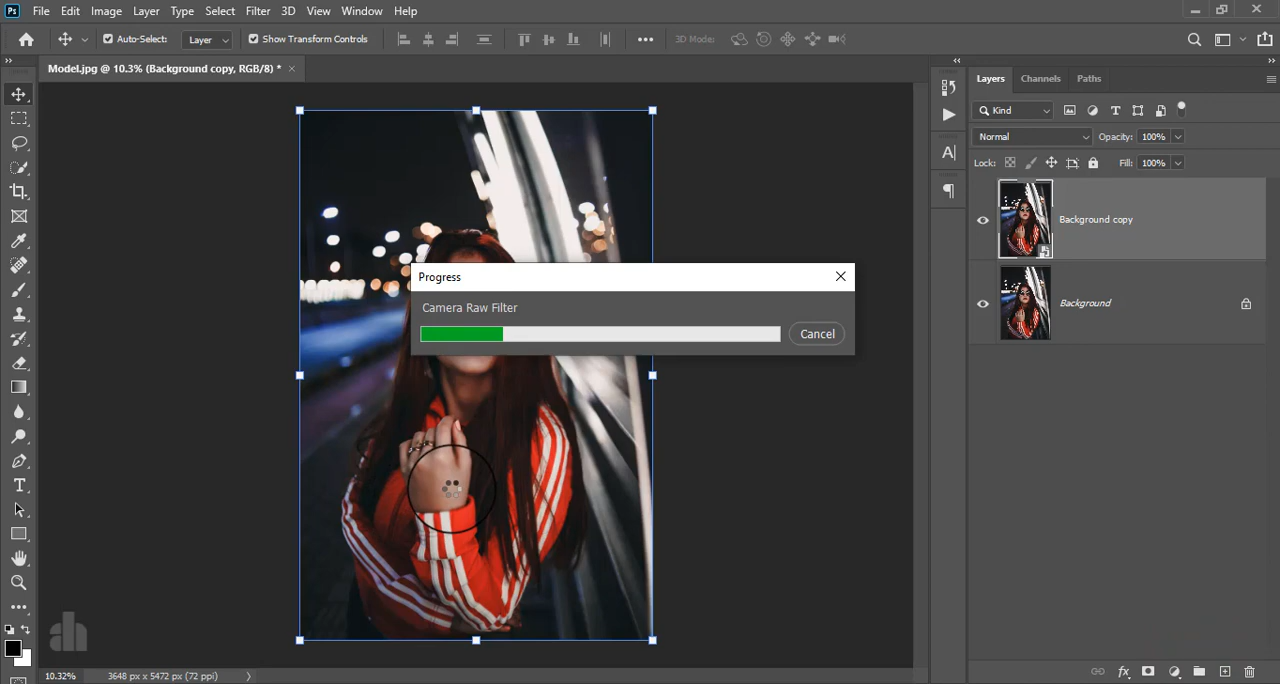 Ps File Edit Image Layer Type Select Filter 3D View Window Help
Auto-Select: Layer Show Transform Controls 3D Mode:
Model.jpg @ 10.3% (Background copy, RGB/8) * ×
Layers Channels Paths
Kind
Normal Opacity: 100%
Lock: Fill: 100%
Background copy
Background
Progress
Camera Raw Filter
Cancel
ah
10.32% 3648 px x 5472 px (72 ppi)